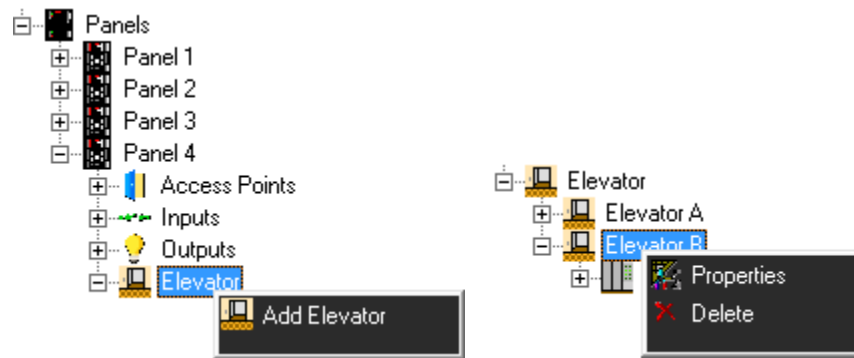 Panels
Panel 1
Panel 2
Panel 3
Panel 4
Access Points
Inputs
Outputs
Elevator
Add Elevator
Elevator
Elevator A
Elevator B
Properties
Delete